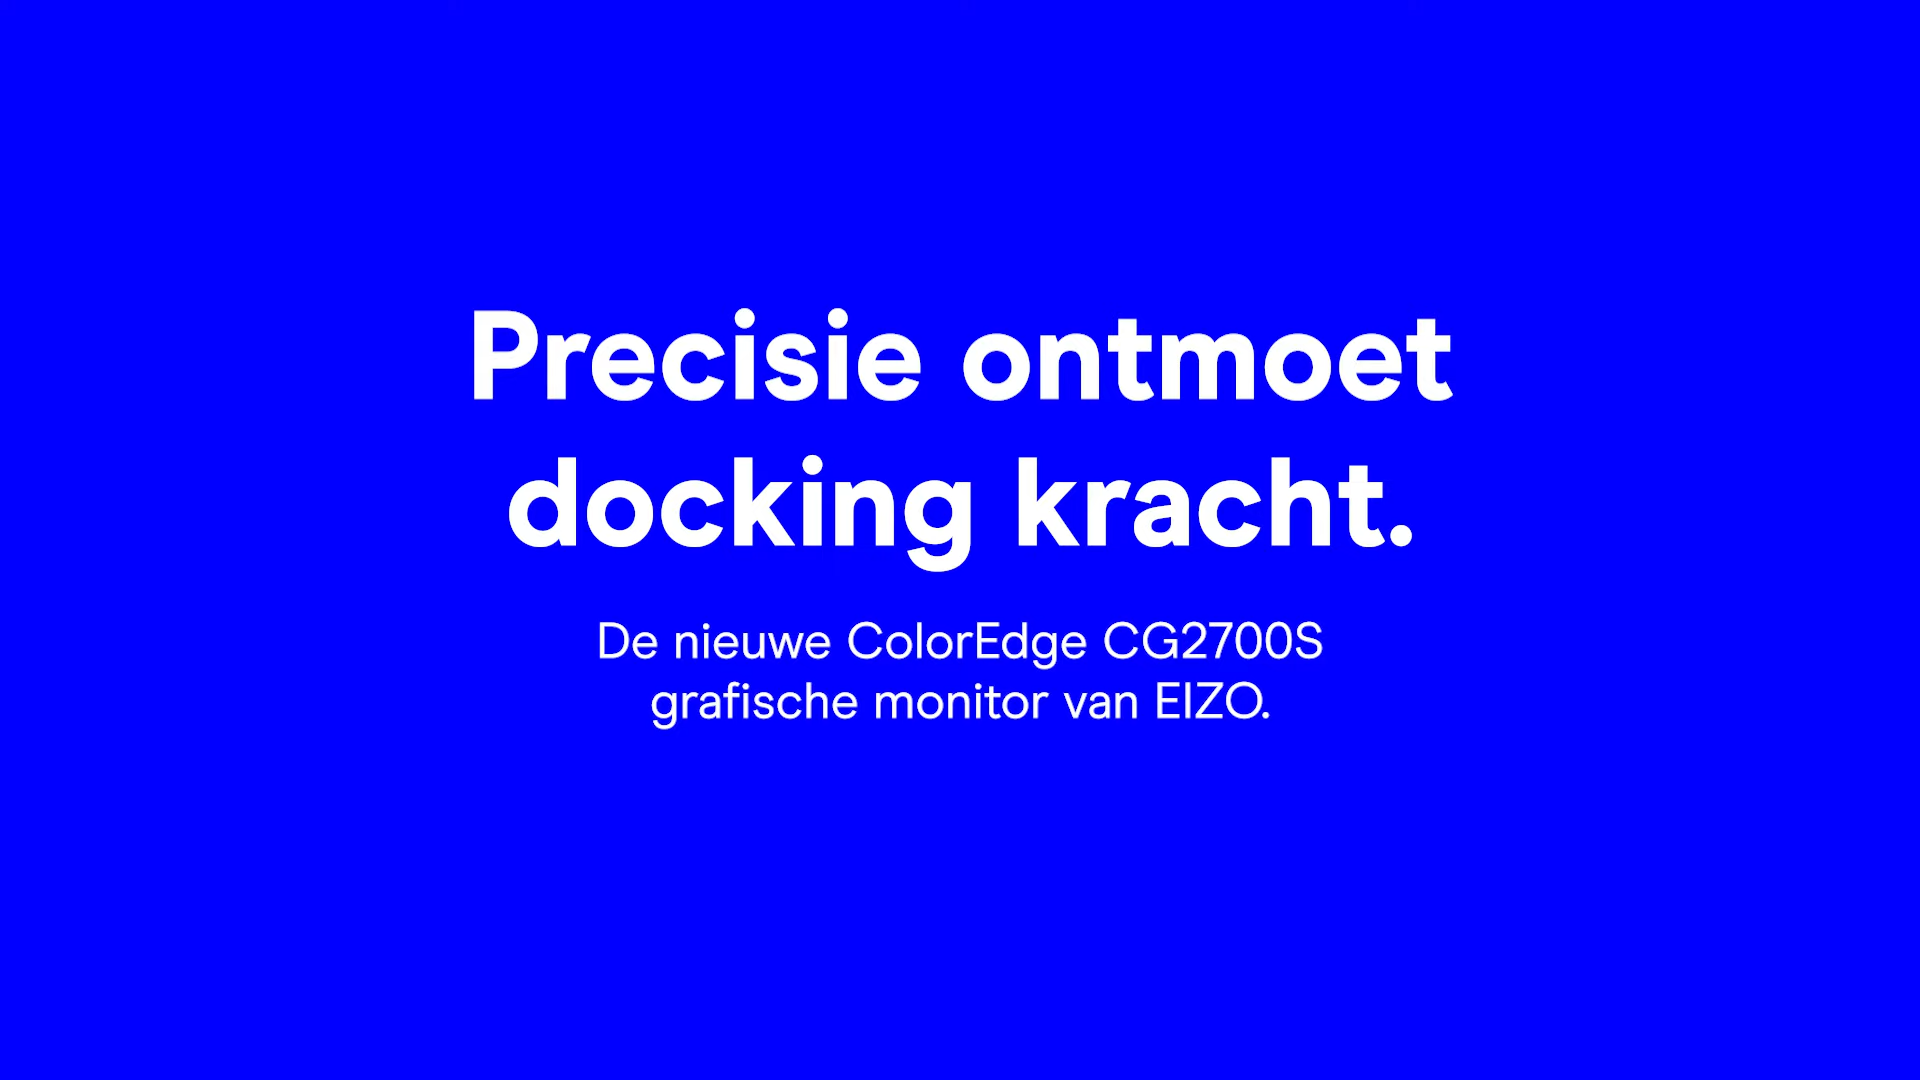 Precisie ontmoet
docking kracht.
De nieuwe ColorEdge CG2700S
grafische monitor van EIZO.